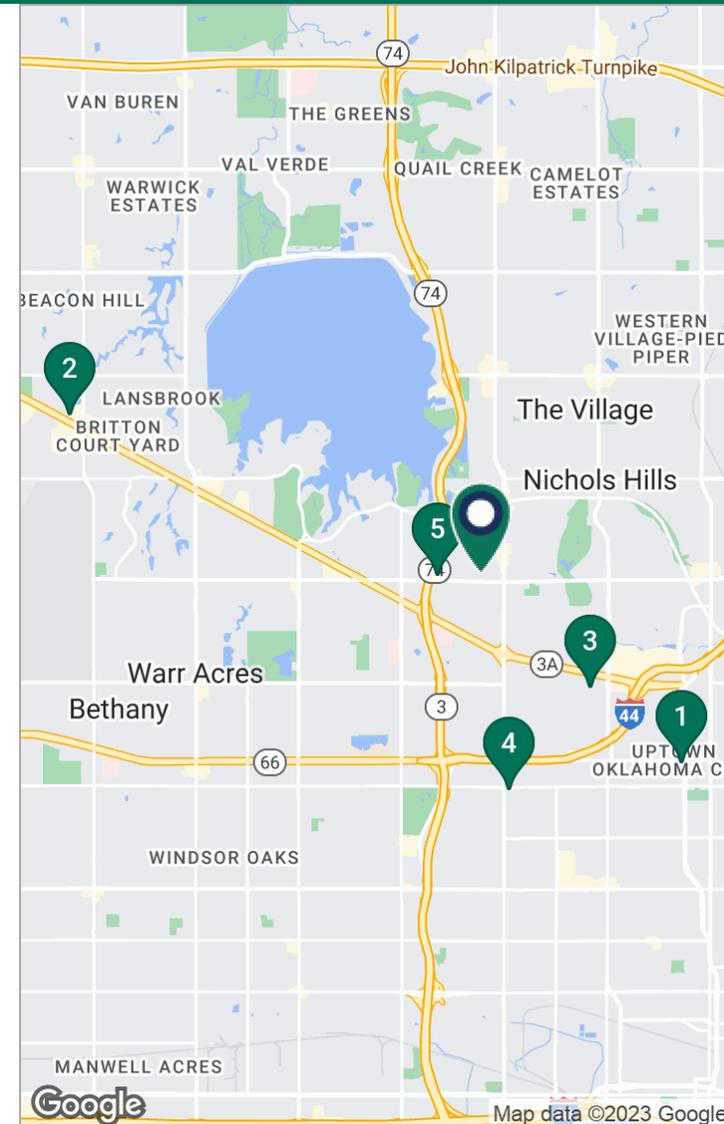 74
John Kilpatrick Turnpike
VAN BUREN
THE GREENS
VAL VERDE
QUAIL CREEK
CAMELOT
ESTATES
WARWICK
ESTATES
BEACON HILL
74
WESTERN
VILLAGE-PIED
PIPER
2
LANSBROOK
The Village
BRITTON
COURT YARD
Nichols Hills
5
74
3
3A
Warr Acres
Bethany
3
44
1
4
UPTOWN
OKLAHOMA C
66
WINDSOR OAKS
MANWELL ACRES
Google
Map data ©2023 Google